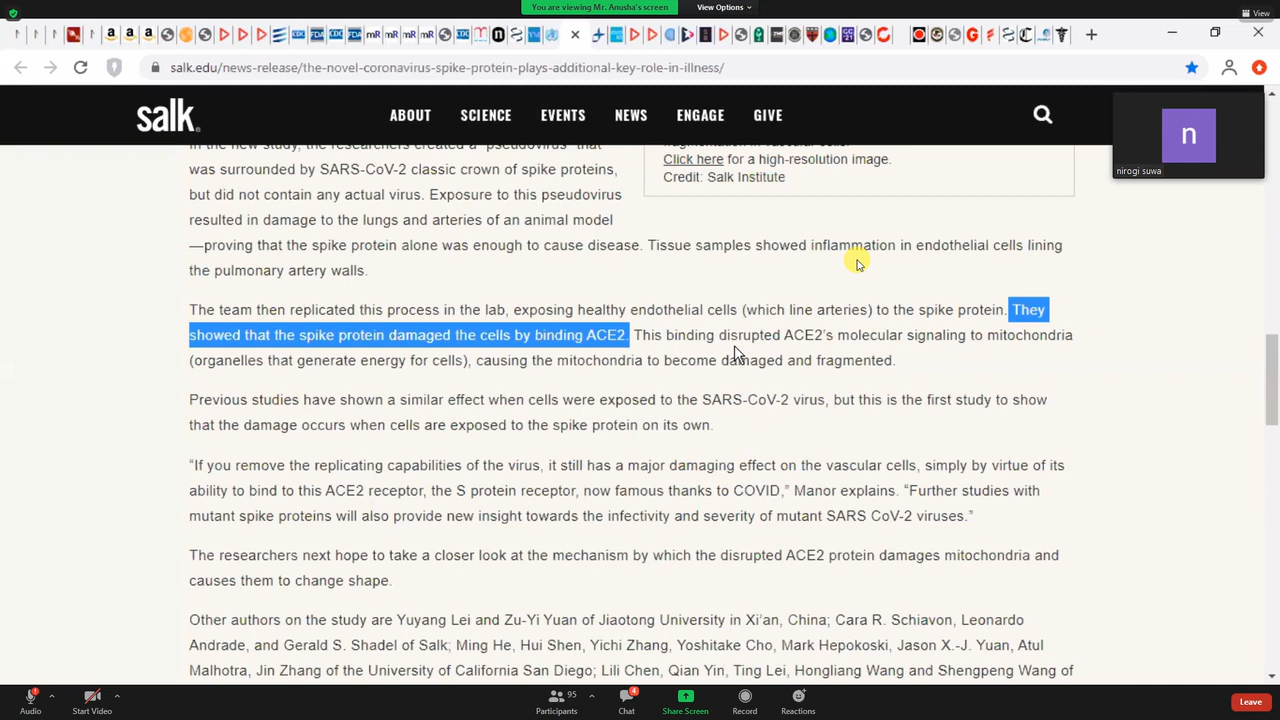 You are viewing Mr. Anusha's screen
View Options
View
salk.edu/news-release/the-novel-coronavirus-spike-protein-plays-additional-key-role-in-illness/
salk
ABOUT SCIENCE EVENTS NEWS ENGAGE GIVE
n
nirogi suwa
In the new study, the researchers created a "pseudovirus" that
was surrounded by SARS-CoV-2 classic crown of spike proteins,
but did not contain any actual virus. Exposure to this pseudovirus
resulted in damage to the lungs and arteries of an animal model
—proving that the spike protein alone was enough to cause disease. Tissue samples showed inflammation in endothelial cells lining
the pulmonary artery walls.
fragmentation in vascular cells.
Click here for a high-resolution image.
Credit: Salk Institute
The team then replicated this process in the lab, exposing healthy endothelial cells (which line arteries) to the spike protein. They
showed that the spike protein damaged the cells by binding ACE2. This binding disrupted ACE2's molecular signaling to mitochondria
(organelles that generate energy for cells), causing the mitochondria to become damaged and fragmented.
Previous studies have shown a similar effect when cells were exposed to the SARS-CoV-2 virus, but this is the first study to show
that the damage occurs when cells are exposed to the spike protein on its own.
“If you remove the replicating capabilities of the virus, it still has a major damaging effect on the vascular cells, simply by virtue of its
ability to bind to this ACE2 receptor, the S protein receptor, now famous thanks to COVID,” Manor explains. “Further studies with
mutant spike proteins will also provide new insight towards the infectivity and severity of mutant SARS CoV-2 viruses.”
The researchers next hope to take a closer look at the mechanism by which the disrupted ACE2 protein damages mitochondria and
causes them to change shape.
Other authors on the study are Yuyang Lei and Zu-Yi Yuan of Jiaotong University in Xi'an, China; Cara R. Schiavon, Leonardo
Andrade, and Gerald S. Shadel of Salk; Ming He, Hui Shen, Yichi Zhang, Yoshitake Cho, Mark Hepokoski, Jason X.-J. Yuan, Atul
Malhotra, Jin Zhang of the University of California San Diego; Lili Chen, Qian Yin, Ting Lei, Hongliang Wang and Shengpeng Wang of
Audio
Start Video
95
Participants
4
Chat
Share Screen
Record
Reactions
Leave